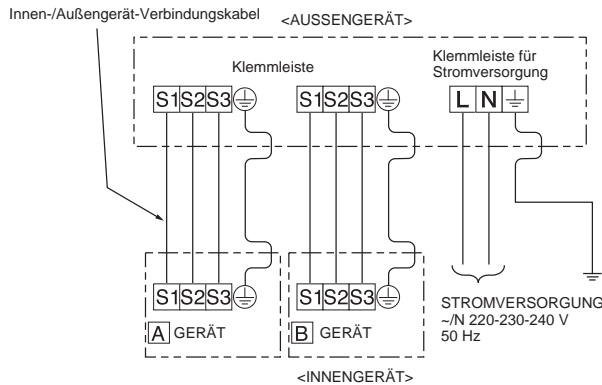 Innen-/Außengerät-Verbindungskabel
<AUSSENGERÄT>
Klemmleiste
Klemmleiste für
Stromversorgung
S1 S2 S3
S1 S2 S3
L N
S1 S2 S3
S1 S2 S3
A GERÄT
B GERÄT
STROMVERSORGUNG
~/N 220-230-240 V
50 Hz
<INNENGERÄT>